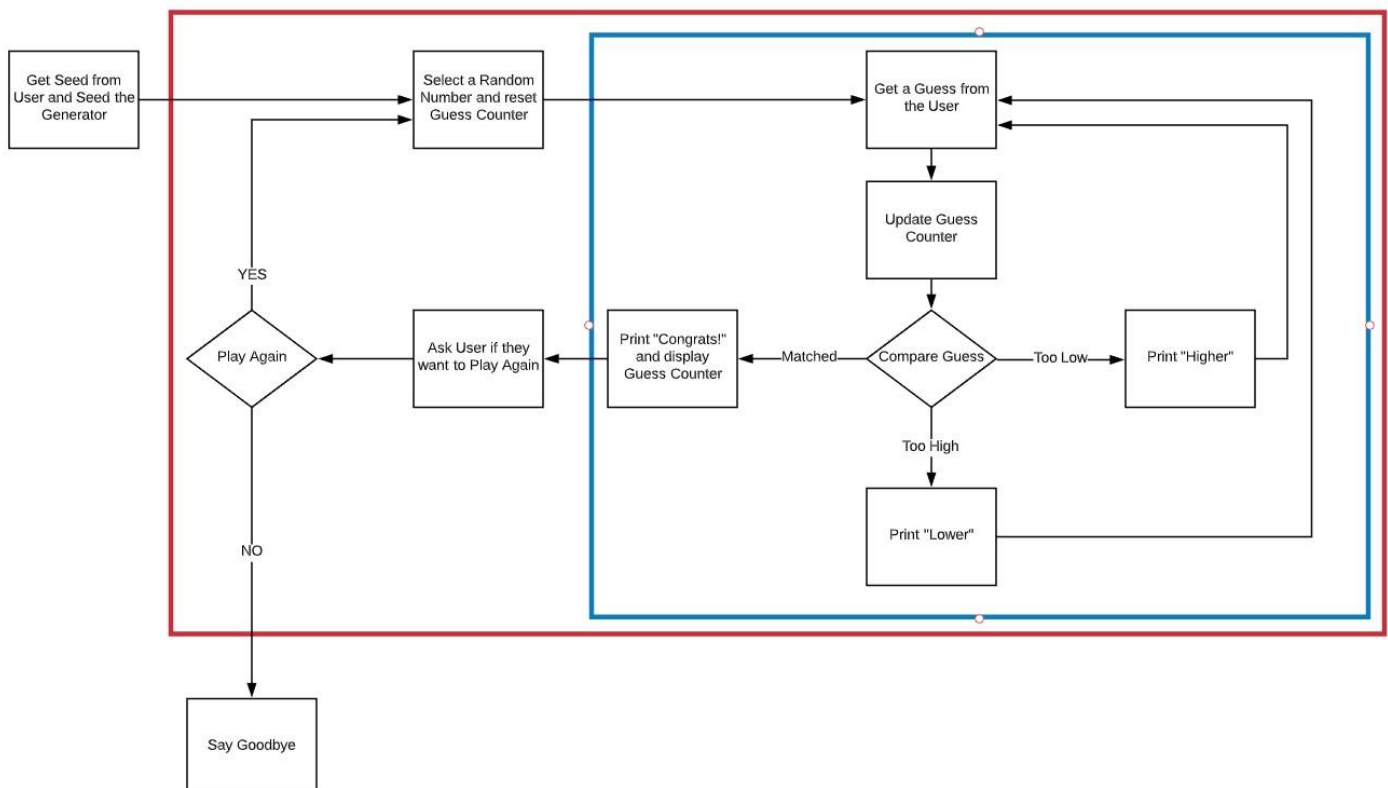 Get Seed from
User and Seed the
Generator
Select a Random
Number and reset
Guess Counter
Get a Guess from
the User
Update Guess
Counter
YES
Play Again
Ask User if they
want to Play Again
Print "Congrats!"
and display
Guess Counter
Matched
Compare Guess
Too Low
Print "Higher"
Too High
Print "Lower"
NO
Say Goodbye